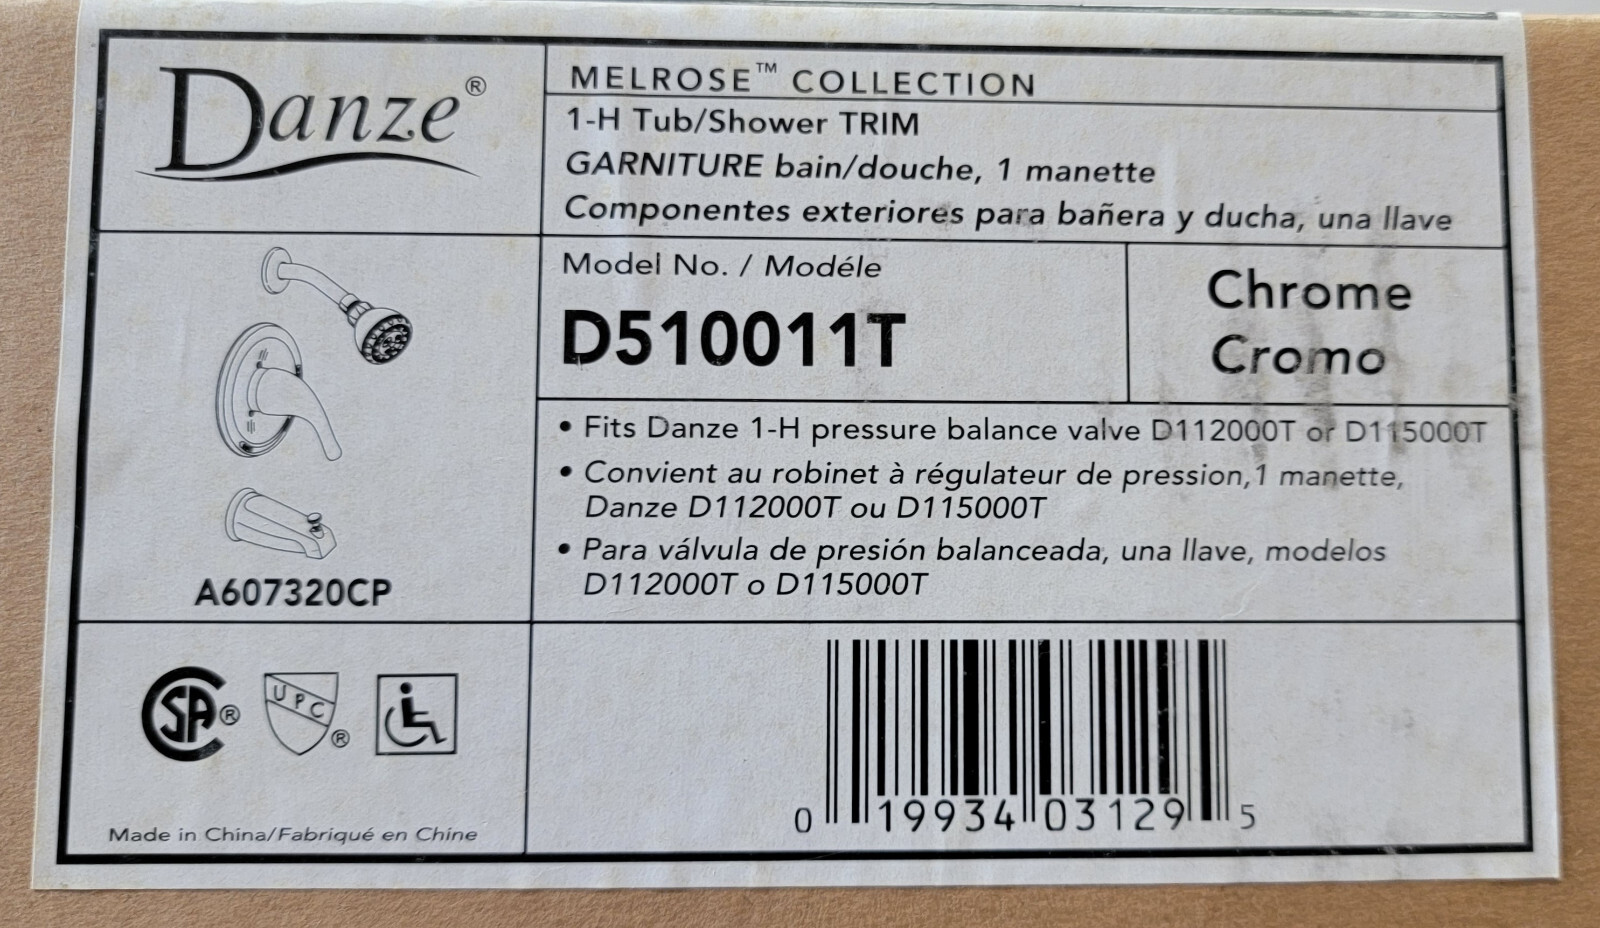 Danze®
MELROSE™ COLLECTION
1-H Tub/Shower TRIM
GARNITURE bain/douche, 1 manette
Componentes exteriores para bañera y ducha, una llave
Model No. / Modéle
D510011T
Chrome
Cromo
• Fits Danze 1-H pressure balance valve D112000T or D115000T
• Convient au robinet à régulateur de pression,1 manette,
Danze D112000T ou D115000T
• Para válvula de presión balanceada, una llave, modelos
D112000T o D115000T
A607320CP
SA®
UPC®
Made in China/Fabriqué en Chine
0 19934 03129 5